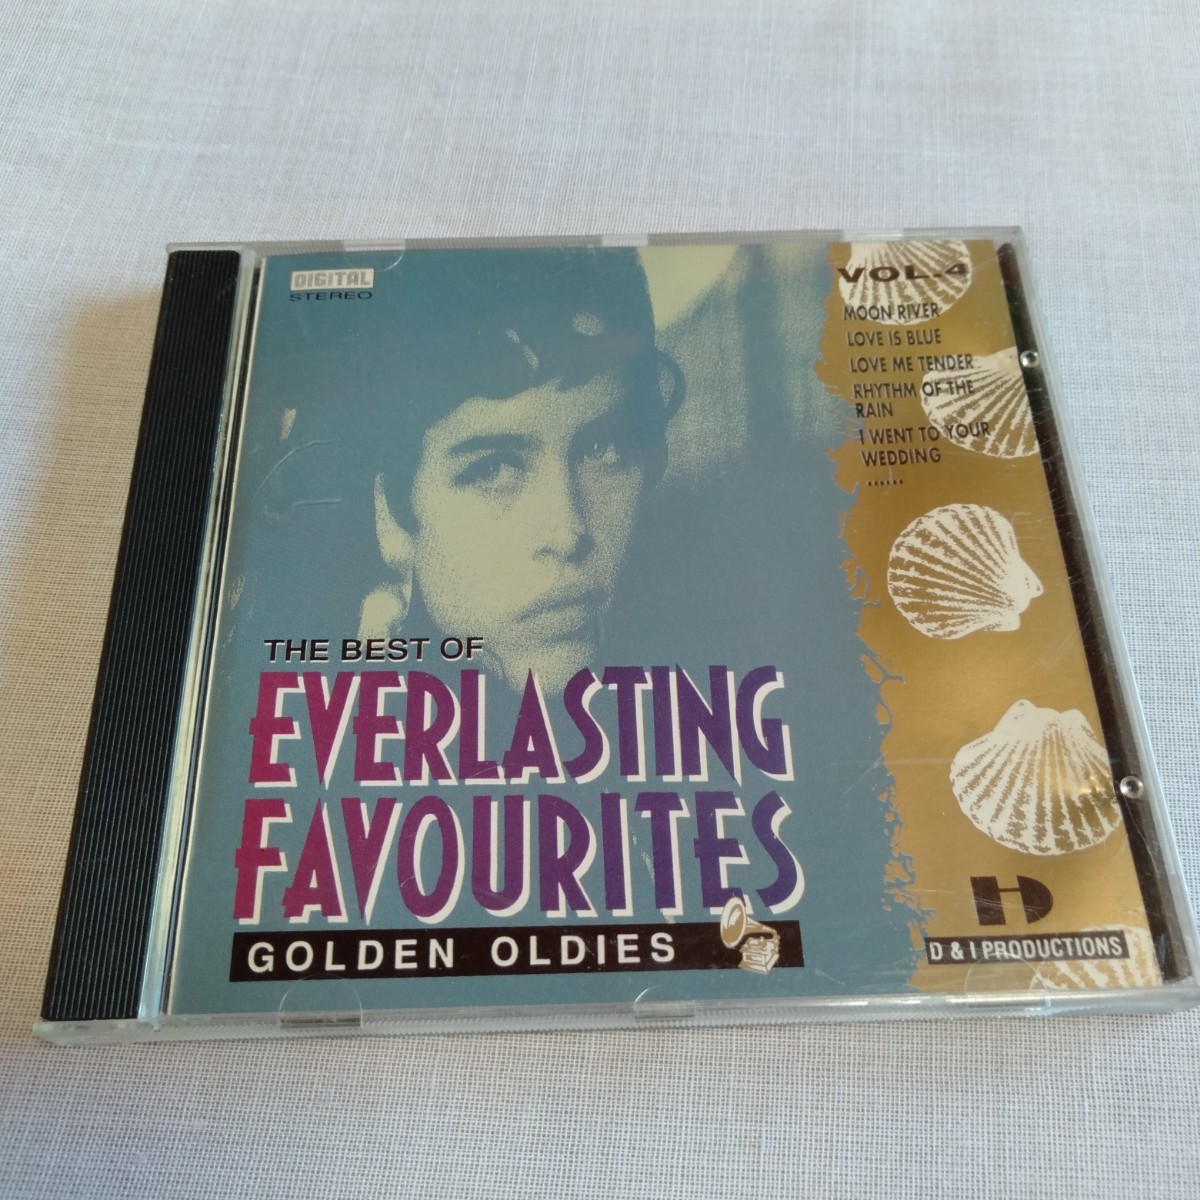 DIGITAL
STEREO
VOL.4
MOON RIVER
LOVE IS BLUE
LOVE ME TENDER
RHYTHM OF THE
RAIN
I WENT TO YOUR
WEDDING
......
THE BEST OF
EVERLASTING
FAVOURITES
GOLDEN OLDIES
D & I PRODUCTIONS